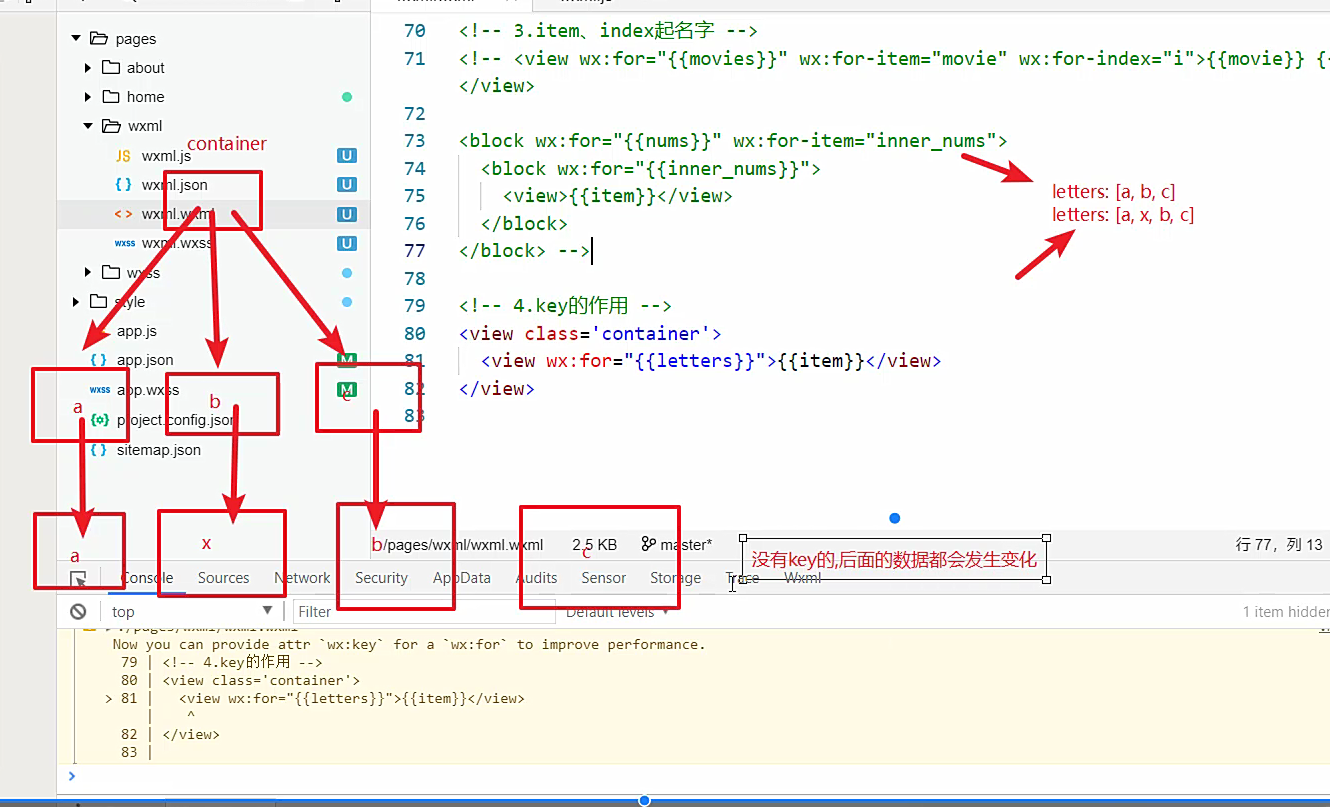 pages
about
home
wxml
container
JS wxml.js U
{} wxml.json U
<> wxml.wxml U
wxss wxml.wxss U
wxss
style
app.js
{} app.json M
wxss app.wxss M
project.config.json
{} sitemap.json
a
b
c
a
x
b
c
70 <!-- 3.item、index起名字 -->
71 <!-- <view wx:for="{{movies}}" wx:for-item="movie" wx:for-index="i">{{movie}} {
</view>
72
73 <block wx:for="{{nums}}" wx:for-item="inner_nums">
74 <block wx:for="{{inner_nums}}">
75 <view>{{item}}</view>
76 </block>
77 </block> -->
78
79 <!-- 4.key的作用 -->
80 <view class='container'>
81 <view wx:for="{{letters}}">{{item}}</view>
82 </view>
83
letters: [a, b, c]
letters: [a, x, b, c]
/pages/wxml/wxml.wxml 2.5 KB master* 行 77，列 13
没有key的,后面的数据都会发生变化
Console Sources Network Security AppData Audits Sensor Storage Trace Wxml
top Filter Default levels 1 item hidden
./pages/wxml/wxml.wxml
Now you can provide attr `wx:key` for a `wx:for` to improve performance.
79 | <!-- 4.key的作用 -->
80 | <view class='container'>
> 81 | <view wx:for="{{letters}}">{{item}}</view>
| ^
82 | </view>
83 |
>